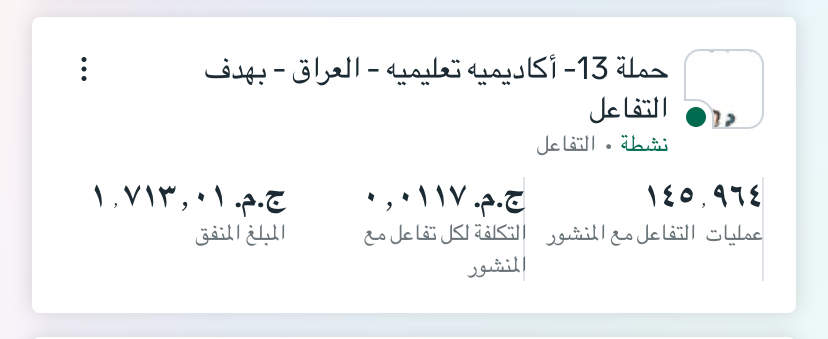 حملة 13- أكاديميه تعليميه - العراق - بهدف
التفاعل
نشطة • التفاعل
١٤٥٬٩٦٤
عمليات التفاعل مع المنشور
ج.م.‏ ٠٫٠١١٧
التكلفة لكل تفاعل مع
المنشور
ج.م.‏ ١٬٧١٣٫٠١
المبلغ المنفق